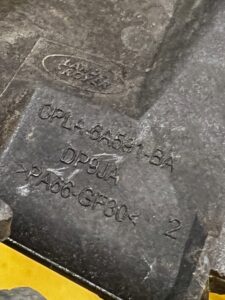 LAND
ROVER
CPLA-6A591-BA
DP9JA
>PA66-GF30< 2